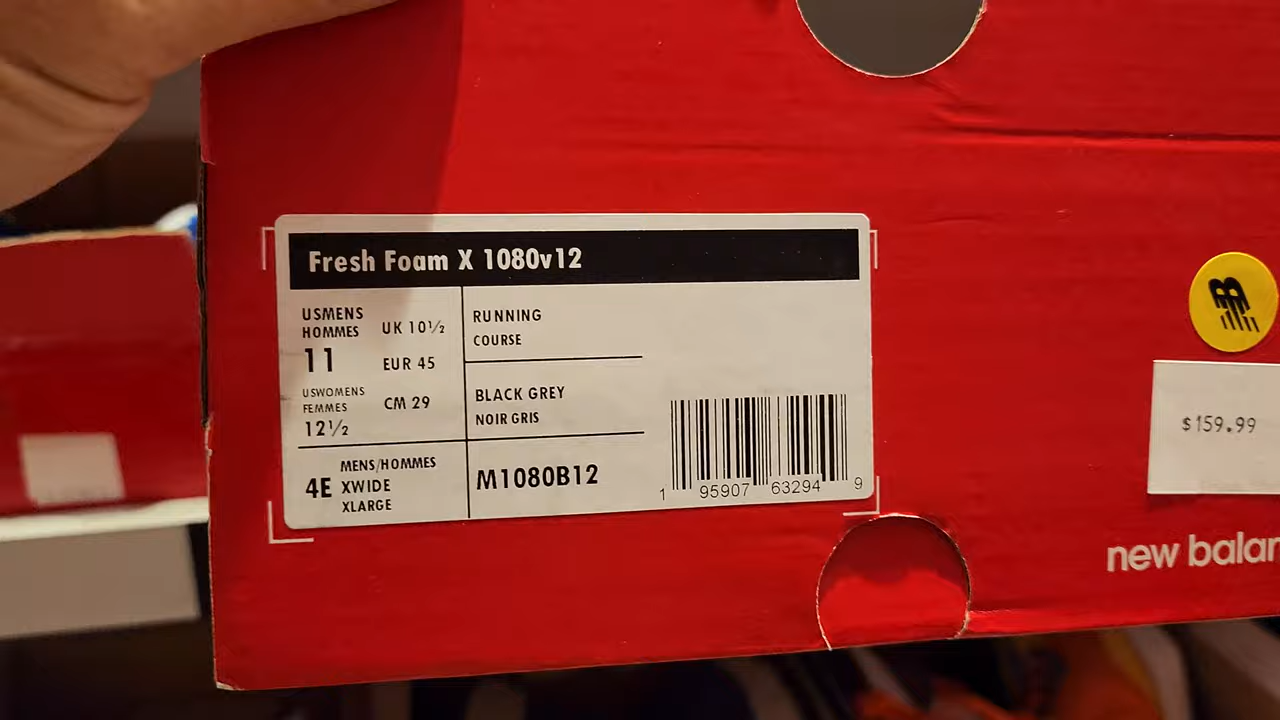 Fresh Foam X 1080v12
USMENS
HOMMES
11
UK 10½
EUR 45
CM 29
USWOMENS
FEMMES
12½
RUNNING
COURSE
BLACK GREY
NOIR GRIS
4E
MENS/HOMMES
XWIDE
XLARGE
M1080B12
1 95907 63294 9
$159.99
new balan